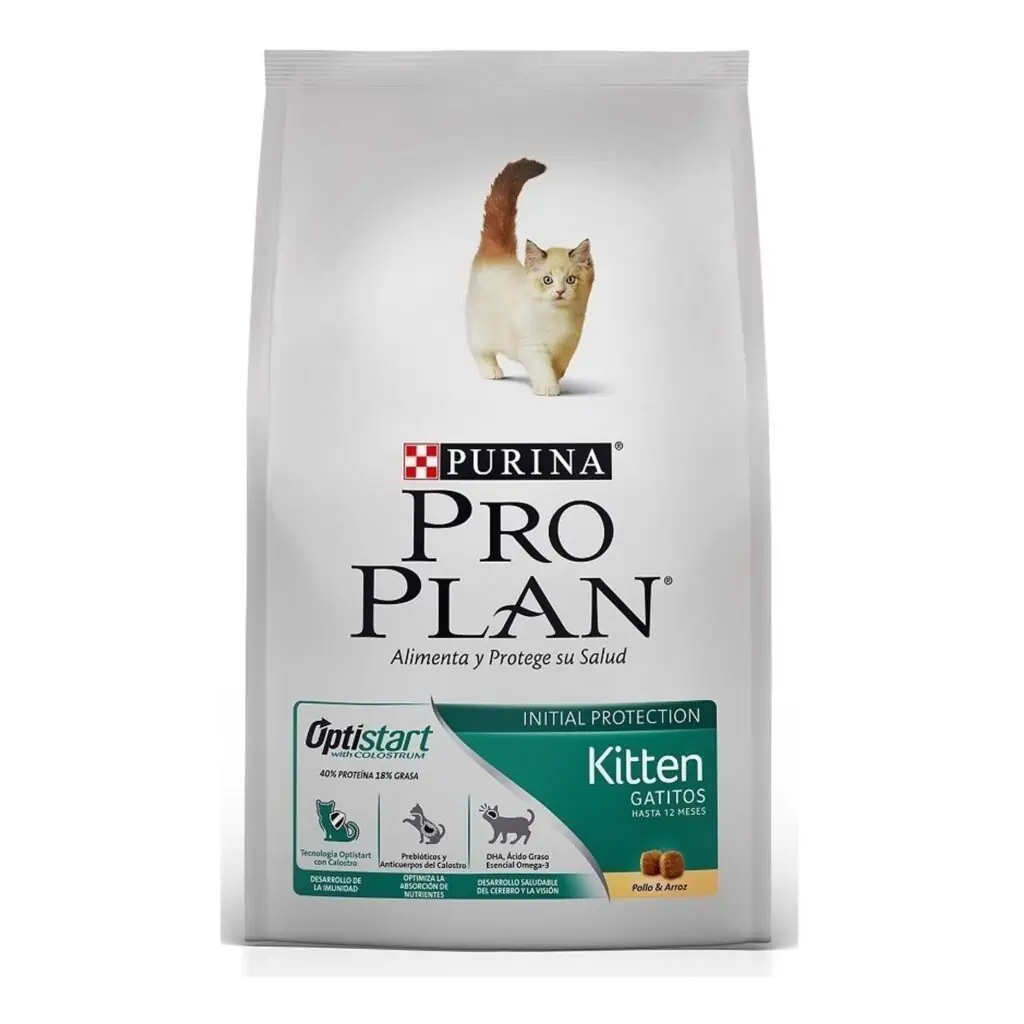 PURINA®
PRO
PLAN®
Alimenta y Protege su Salud
Optistart
with COLOSTRUM
40% PROTEÍNA 18% GRASA
INITIAL PROTECTION
Kitten
GATITOS
HASTA 12 MESES
Tecnología Optistart
con Calostro
DESARROLLO DE
LA IMUNIDAD
Prebióticos y
Anticuerpos del Calostro
OPTIMIZA LA
ABSORCIÓN DE
NUTRIENTES
DHA, Ácido Graso
Esencial Omega-3
DESARROLLO SALUDABLE
DEL CEREBRO Y LA VISIÓN
Pollo & Arroz